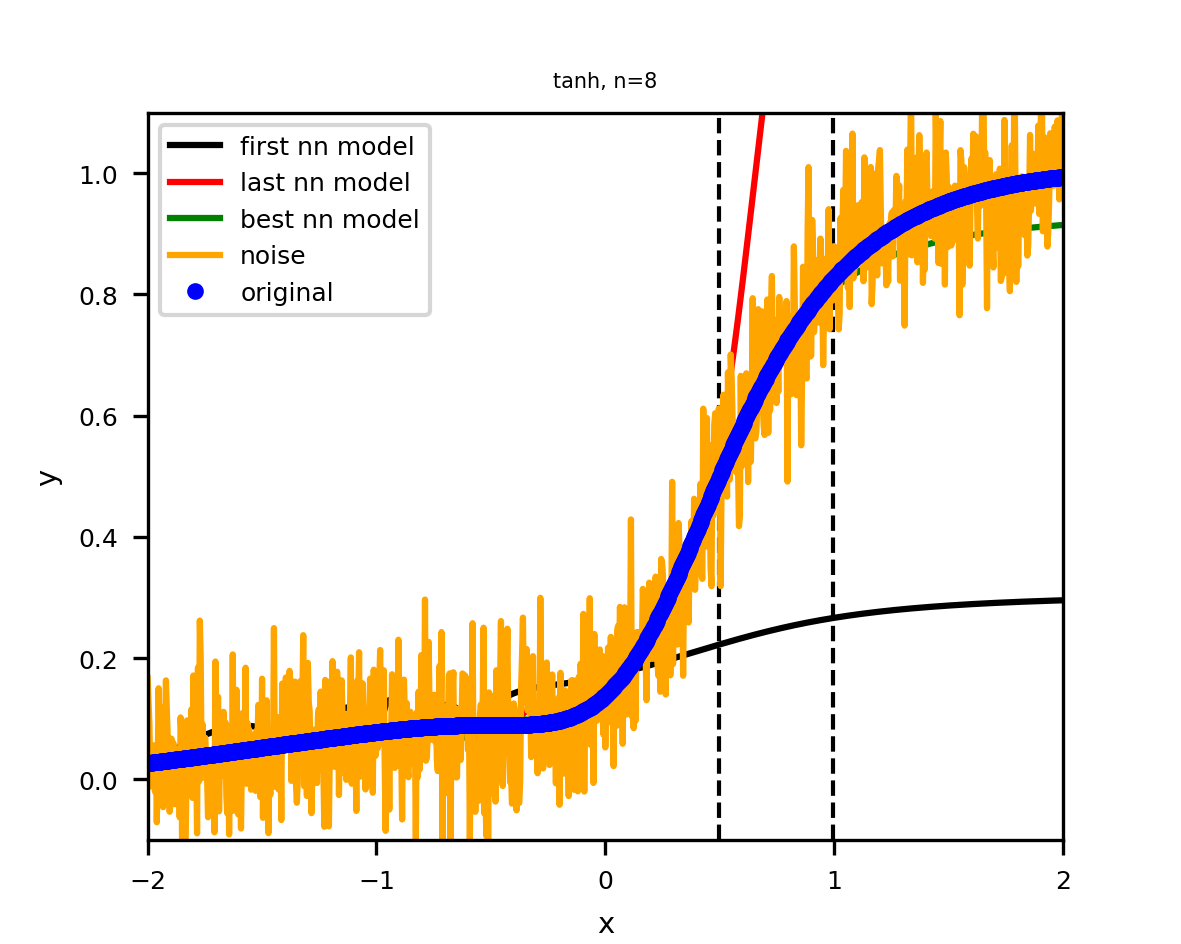 tanh, n=8
first nn model
last nn model
best nn model
noise
original
1.0
0.8
0.6
0.4
0.2
0.0
y
−2
−1
0
1
2
x